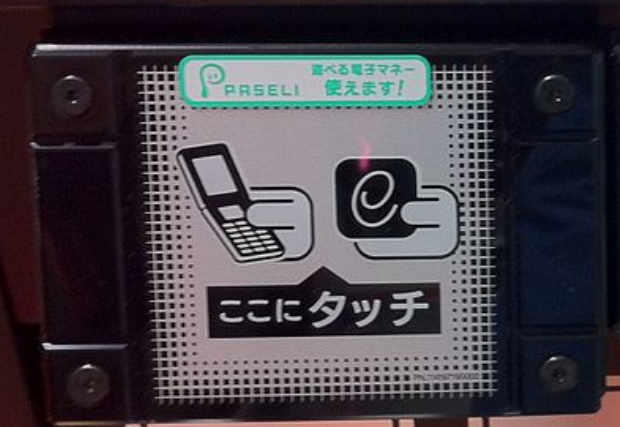 PASELI
遊べる電子マネー
使えます!
e
ここにタッチ